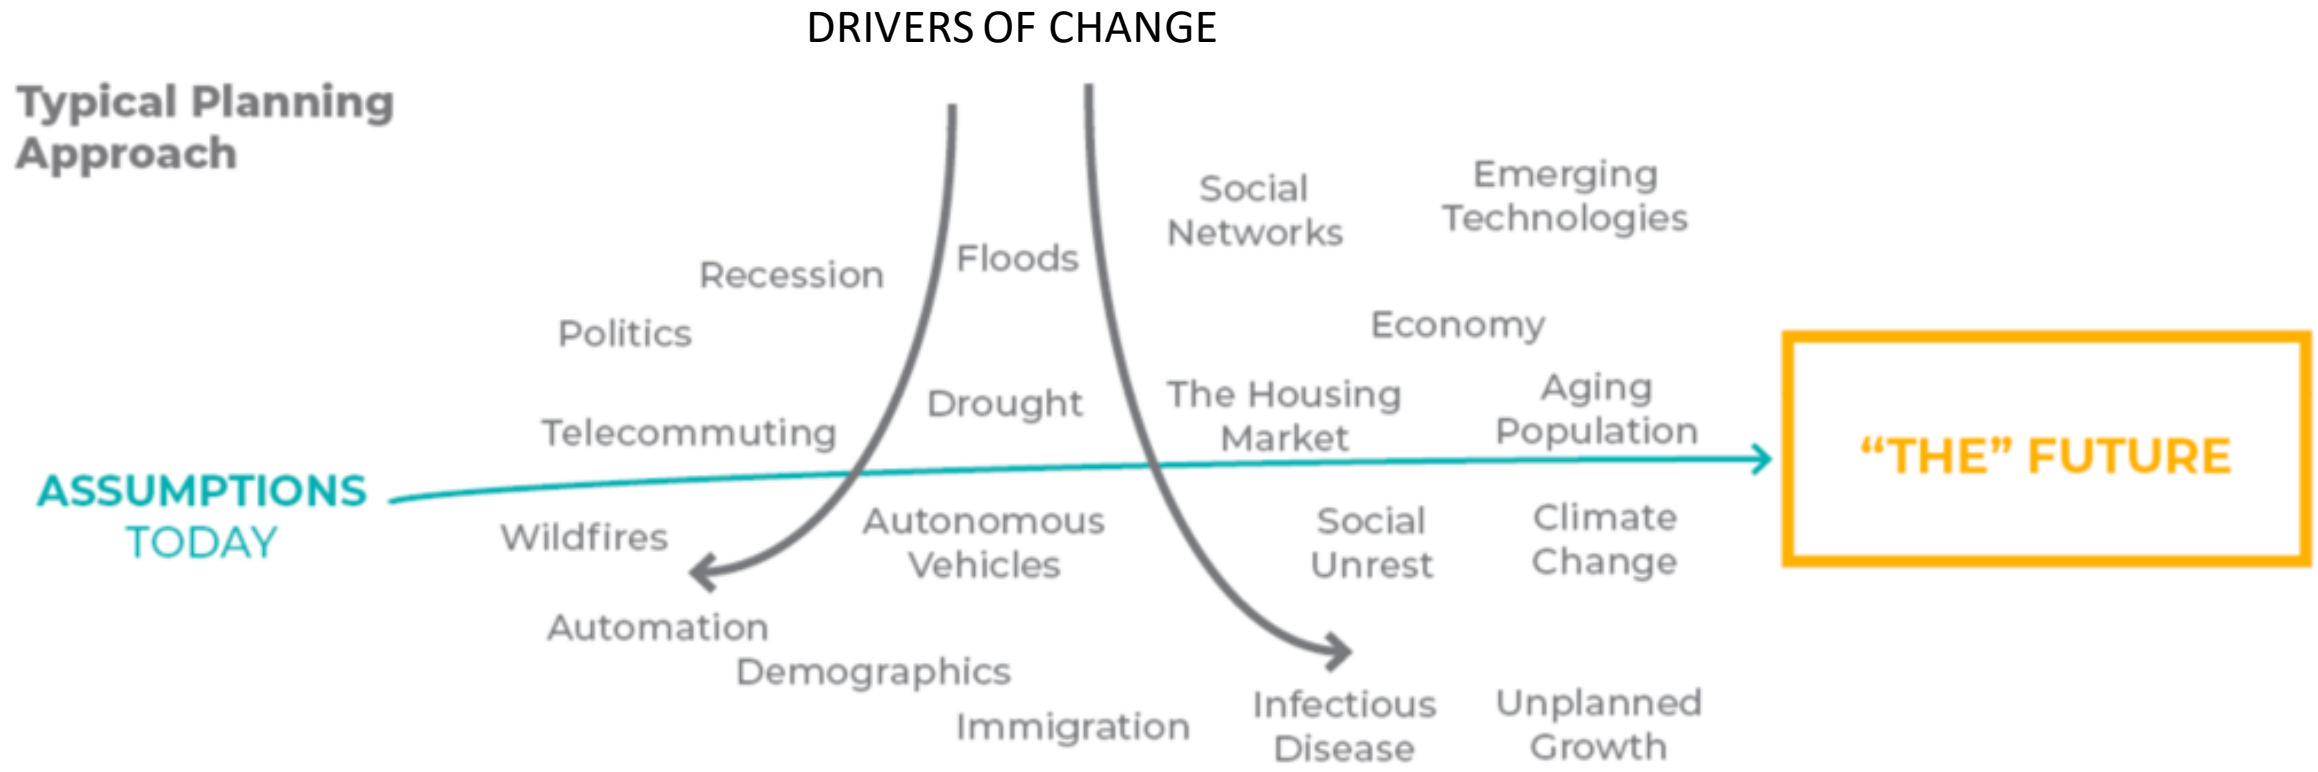 DRIVERS OF CHANGE
Typical Planning
Approach
Social
Networks
Emerging
Technologies
Recession
Floods
Politics
Economy
Telecommuting
Drought
The Housing
Market
Aging
Population
ASSUMPTIONS
TODAY
“THE” FUTURE
Wildfires
Autonomous
Vehicles
Social
Unrest
Climate
Change
Automation
Demographics
Immigration
Infectious
Disease
Unplanned
Growth